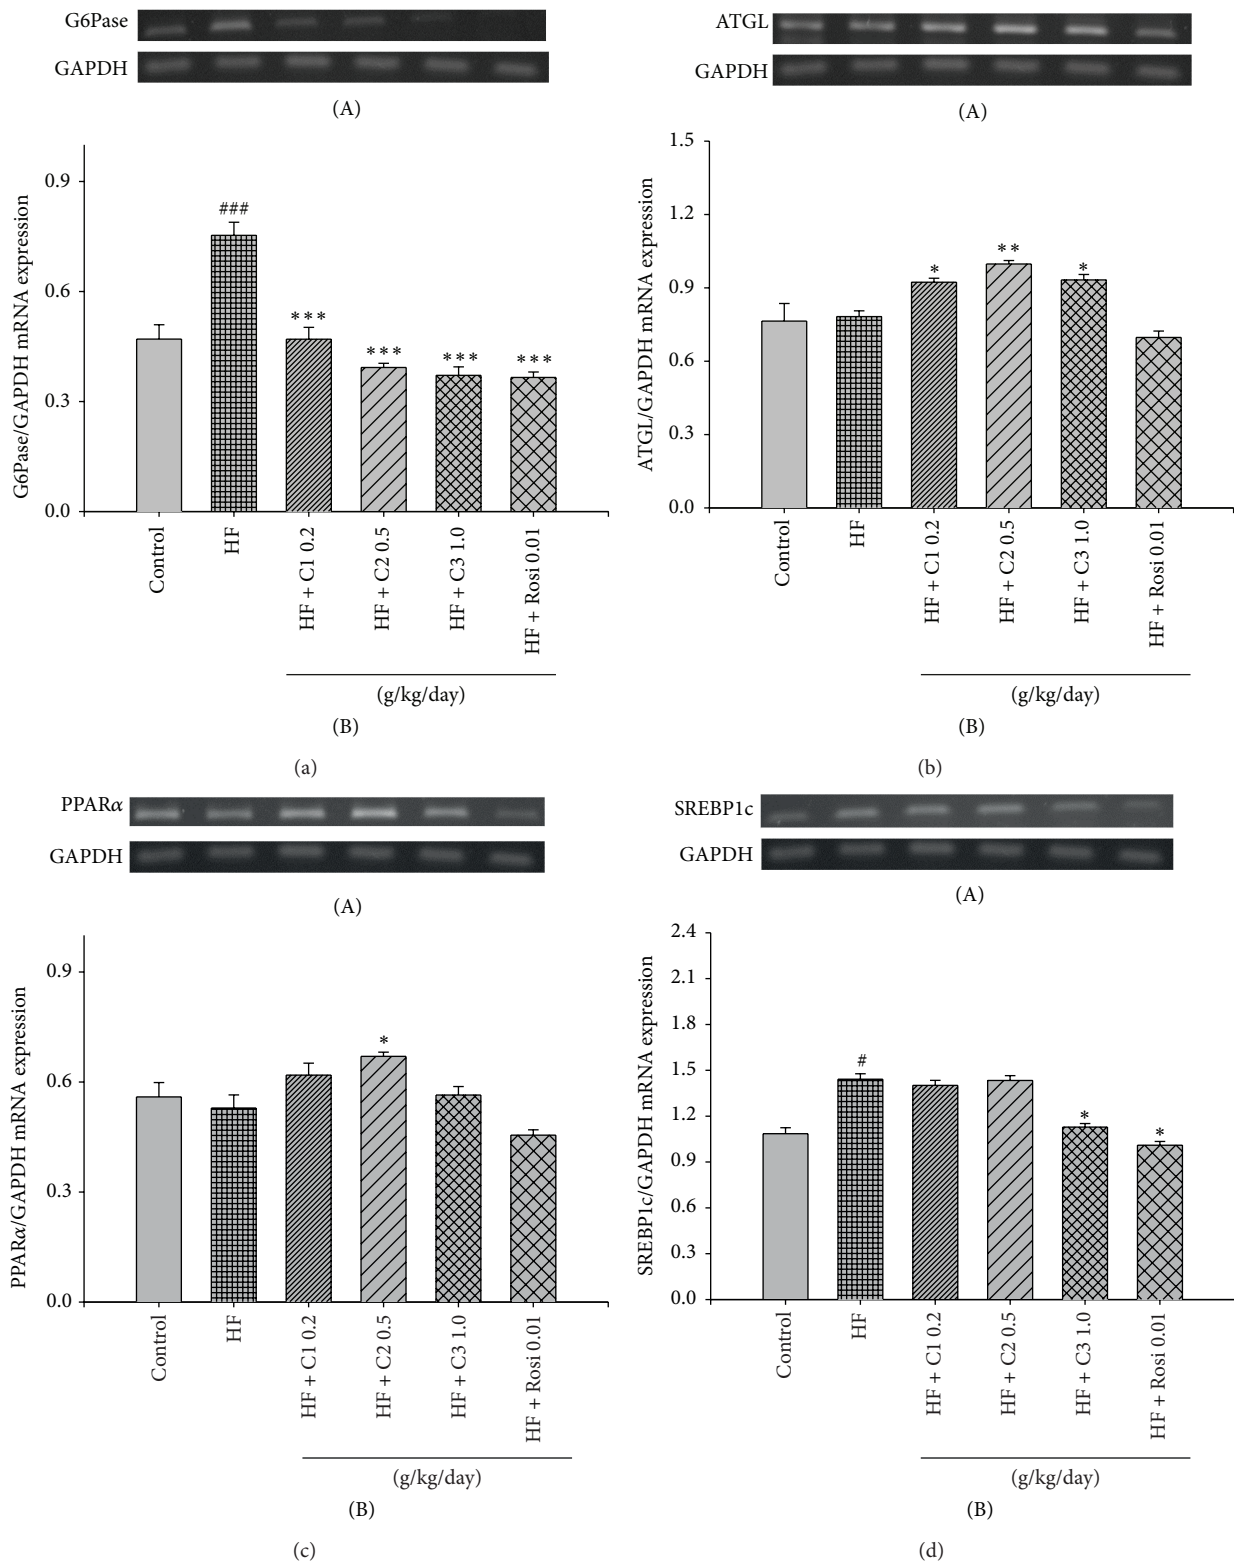 G6Pase
GAPDH
(A)
G6Pase/GAPDH mRNA expression
0.9
0.6
0.3
0.0
###
***
***
***
***
Control
HF
HF + C1 0.2
HF + C2 0.5
HF + C3 1.0
HF + Rosi 0.01
(g/kg/day)
(B)
(a)
ATGL
GAPDH
(A)
ATGL/GAPDH mRNA expression
1.5
1.2
0.9
0.6
0.3
0.0
*
**
*
Control
HF
HF + C1 0.2
HF + C2 0.5
HF + C3 1.0
HF + Rosi 0.01
(g/kg/day)
(B)
(b)
PPARα
GAPDH
(A)
PPARα/GAPDH mRNA expression
0.9
0.6
0.3
0.0
*
Control
HF
HF + C1 0.2
HF + C2 0.5
HF + C3 1.0
HF + Rosi 0.01
(g/kg/day)
(B)
(c)
SREBP1c
GAPDH
(A)
SREBP1c/GAPDH mRNA expression
2.4
2.1
1.8
1.5
1.2
0.9
0.6
0.3
0.0
#
*
*
Control
HF
HF + C1 0.2
HF + C2 0.5
HF + C3 1.0
HF + Rosi 0.01
(g/kg/day)
(B)
(d)